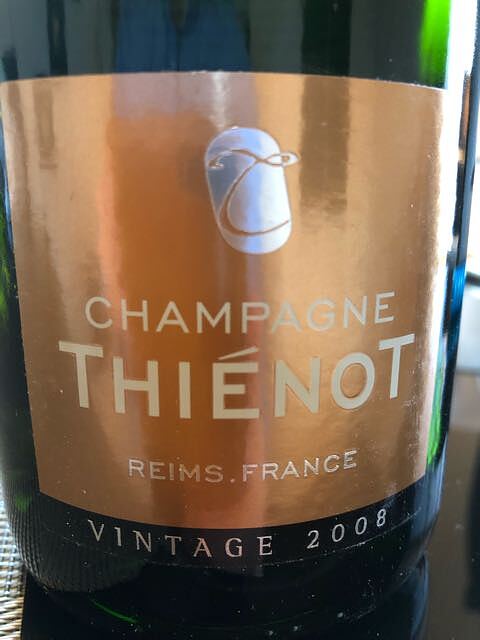 CHAMPAGNE
THIÉNOT
REIMS.FRANCE
VINTAGE 2008